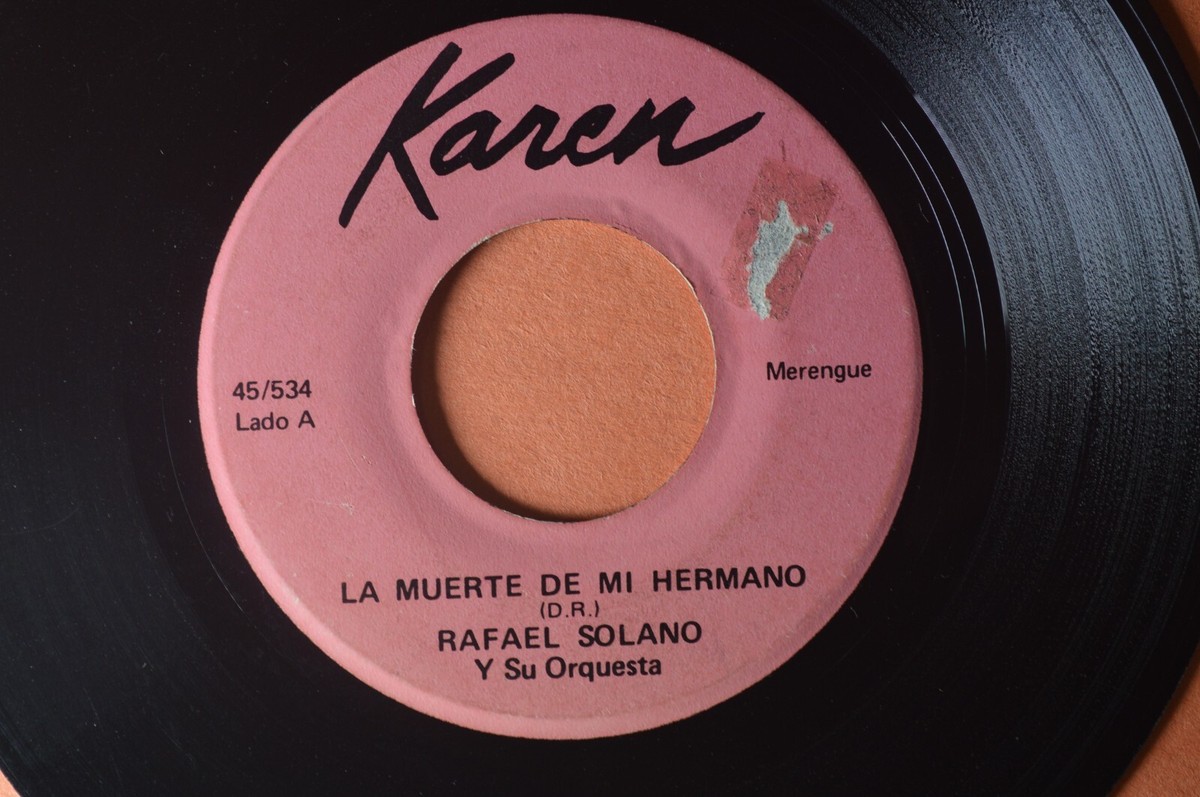 Karen
45/534
Lado A
Merengue
LA MUERTE DE MI HERMANO
(D.R.)
RAFAEL SOLANO
Y Su Orquesta